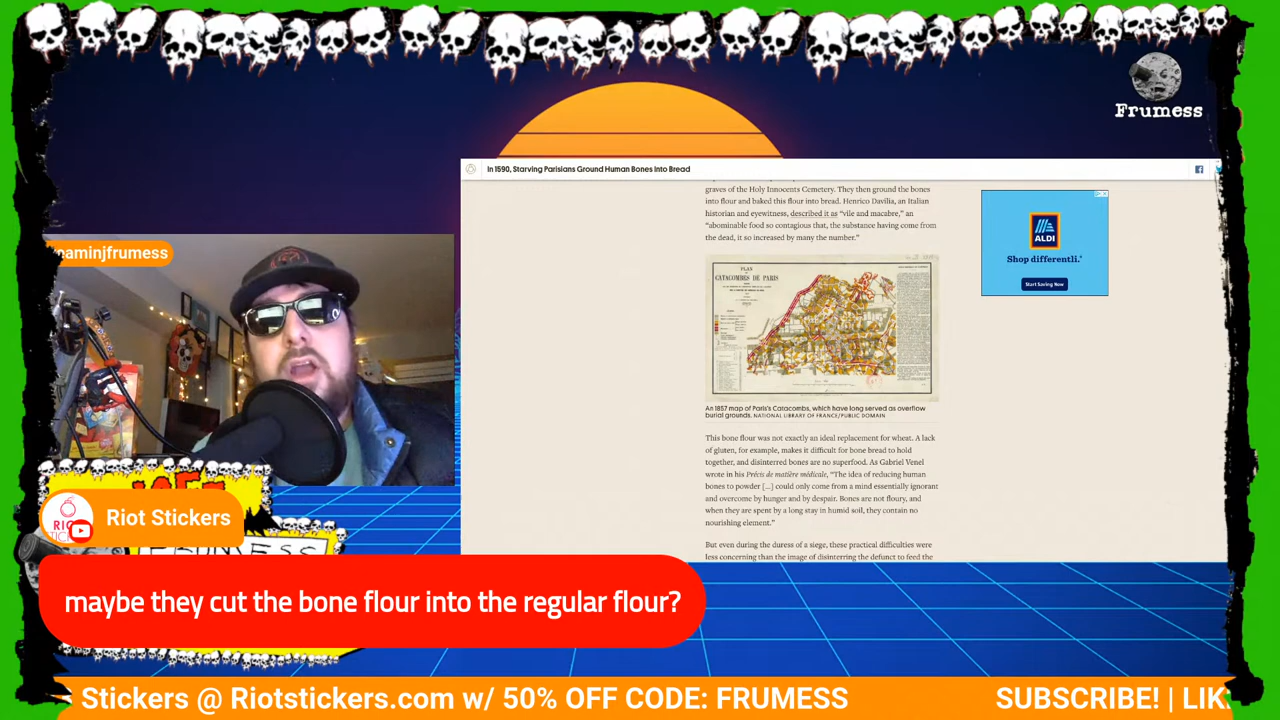 Frumess
In 1590, Starving Parisians Ground Human Bones Into Bread
graves of the Holy Innocents Cemetery. They then ground the bones
into flour and baked this flour into bread. Henrico Davilia, an Italian
historian and eyewitness, described it as “vile and macabre,” an
“abominable food so contagious that, the substance having come from
the dead, it so increased by many the number.”
ALDI
Shop differentli.
Start Saving Now
PLAN
CATACOMBES DE PARIS
An 1857 map of Paris's Catacombs, which have long served as overflow
burial grounds. NATIONAL LIBRARY OF FRANCE/PUBLIC DOMAIN
This bone flour was not exactly an ideal replacement for wheat. A lack
of gluten, for example, makes it difficult for bone bread to hold
together, and disinterred bones are no superfood. As Gabriel Venel
wrote in his Précis de matière médicale, “The idea of reducing human
bones to powder [...] could only come from a mind essentially ignorant
and overcome by hunger and by despair. Bones are not floury, and
when they are spent by a long stay in humid soil, they contain no
nourishing element.”
But even during the duress of a siege, these practical difficulties were
less concerning than the image of disinterring the defunct to feed the
eaminjfrumess
FRUMESS
Riot Stickers
maybe they cut the bone flour into the regular flour?
Stickers @ Riotstickers.com w/ 50% OFF CODE: FRUMESS SUBSCRIBE! | LIK